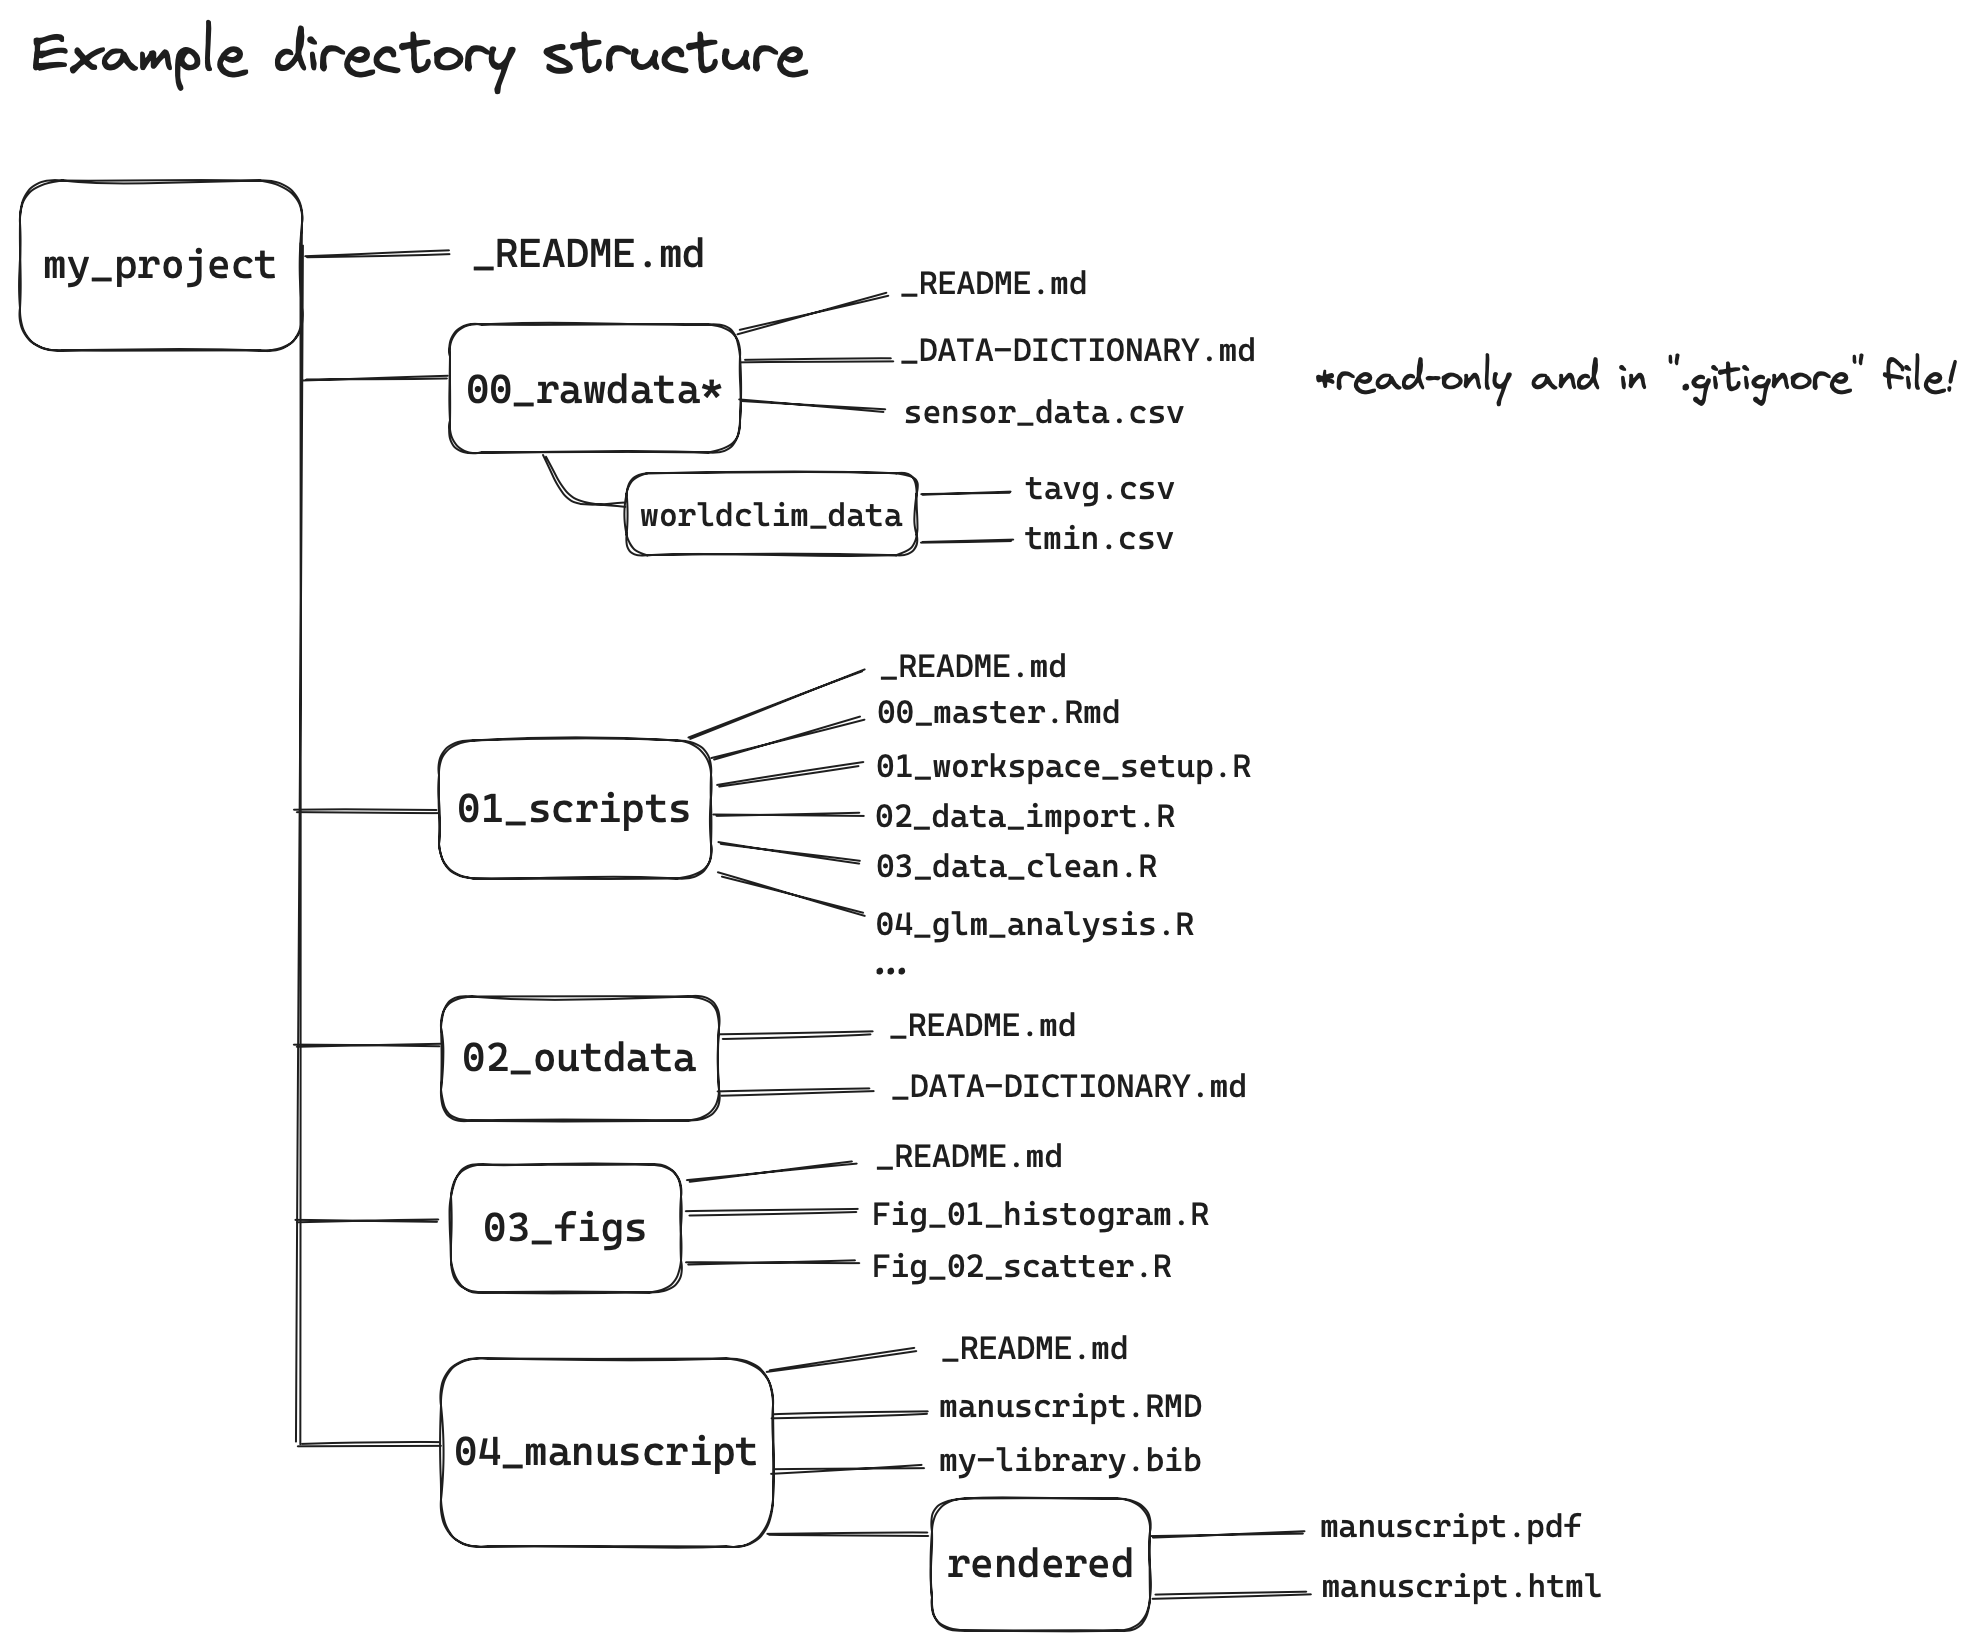 Example directory structure
my_project
_README.md
00_rawdata*
_README.md
_DATA-DICTIONARY.md
sensor_data.csv
*read-only and in ".gitignore" file!
worldclim_data
tavg.csv
tmin.csv
01_scripts
_README.md
00_master.Rmd
01_workspace_setup.R
02_data_import.R
03_data_clean.R
04_glm_analysis.R
...
02_outdata
_README.md
_DATA-DICTIONARY.md
03_figs
_README.md
Fig_01_histogram.R
Fig_02_scatter.R
04_manuscript
_README.md
manuscript.RMD
my-library.bib
rendered
manuscript.pdf
manuscript.html